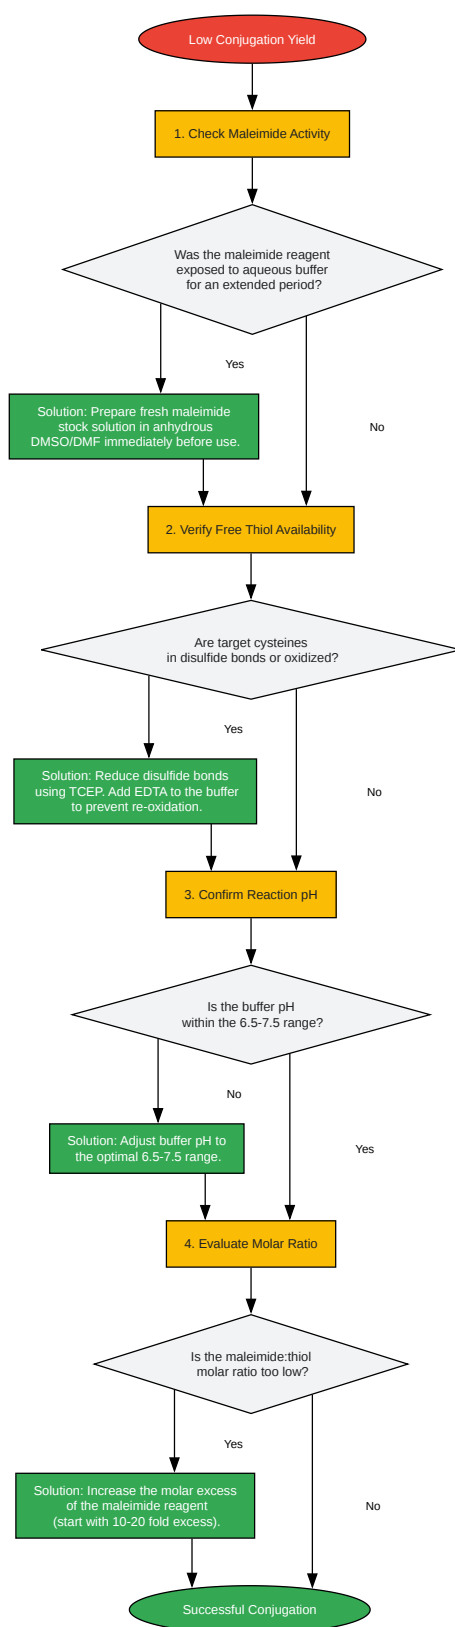 Low Conjugation Yield
1. Check Maleimide Activity
Was the maleimide reagent
exposed to aqueous buffer
for an extended period?
Yes
Solution: Prepare fresh maleimide
stock solution in anhydrous
DMSO/DMF immediately before use.
No
2. Verify Free Thiol Availability
Are target cysteines
in disulfide bonds or oxidized?
Yes
Solution: Reduce disulfide bonds
using TCEP. Add EDTA to the buffer
to prevent re-oxidation.
No
3. Confirm Reaction pH
Is the buffer pH
within the 6.5-7.5 range?
No
Solution: Adjust buffer pH to
the optimal 6.5-7.5 range.
Yes
4. Evaluate Molar Ratio
Is the maleimide:thiol
molar ratio too low?
Yes
Solution: Increase the molar excess
of the maleimide reagent
(start with 10-20 fold excess).
No
Successful Conjugation